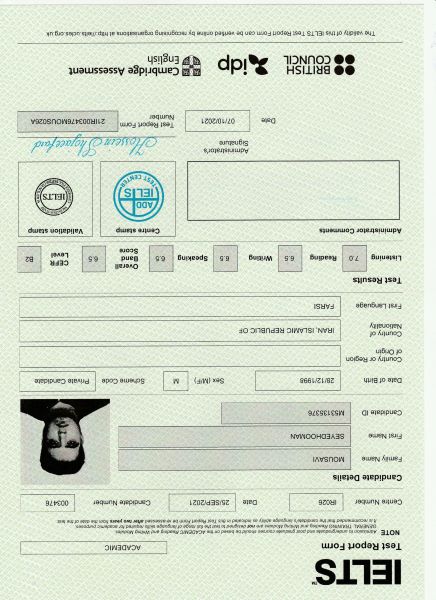 IELTS™
Test Report Form
ACADEMIC
NOTE Admission to undergraduate and post graduate courses should be based on the ACADEMIC Reading and Writing Modules.
GENERAL TRAINING Reading and Writing Modules are not designed to test the full range of language skills required for academic purposes.
It is recommended that the candidate's language ability as indicated in this Test Report Form be re-assessed after two years from the date of the test.
Centre Number IR026 Date 25/SEP/2021 Candidate Number 003476
Candidate Details
Family Name MOUSAVI
First Name SEYEDHOOMAN
Candidate ID M53135376
Date of Birth 28/12/1998 Sex (M/F) M Scheme Code Private Candidate
Country or Region
of Origin
Country of
Nationality IRAN, ISLAMIC REPUBLIC OF
First Language FARSI
Test Results
Listening 7.0 Reading 6.5 Writing 6.5 Speaking 6.5 Overall Band Score 6.5 CEFR Level B2
Administrator Comments
Centre stamp
ADD
IELTS
TEST CENTER
Validation stamp
IELTS
Administrator's
Signature
Hossein Shojaeefard
Date 07/10/2021
Test Report Form
Number 21IR003476MOUS026A
BRITISH
COUNCIL
idp
Cambridge Assessment
English
The validity of this IELTS Test Report Form can be verified online by recognising organisations at http://ielts.ucles.org.uk